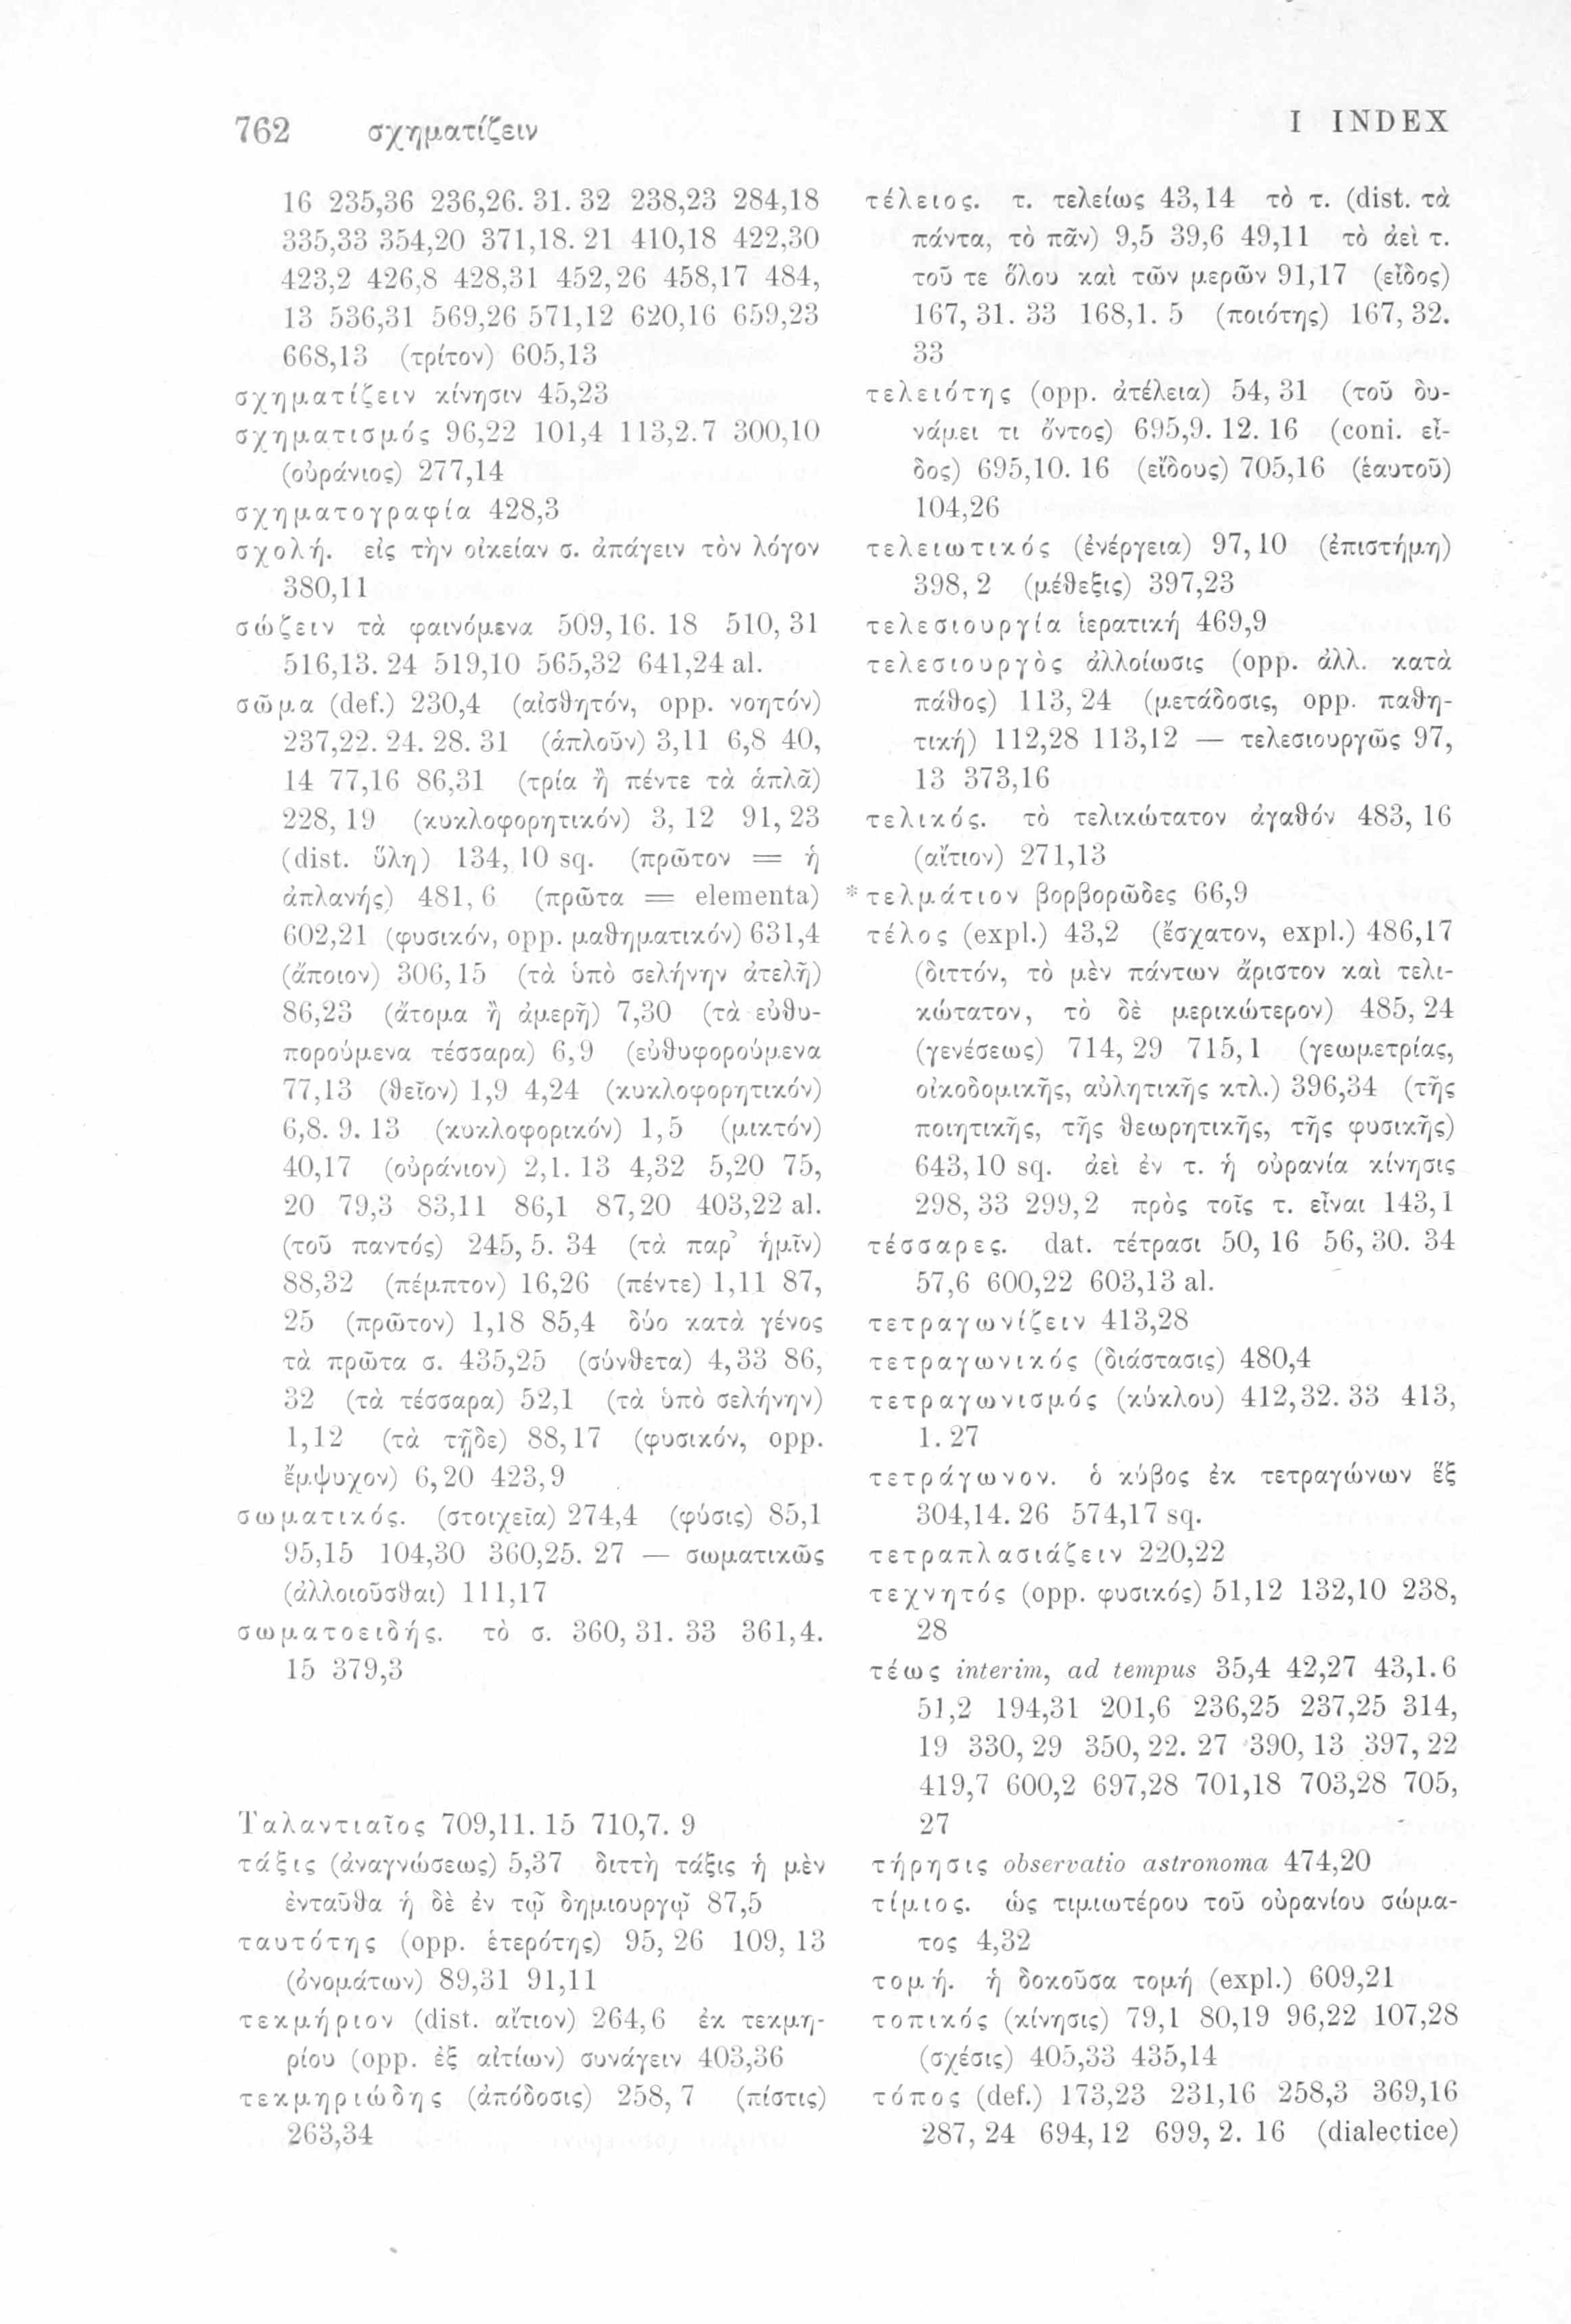 762 σχηματίζειν
I INDEX
16 235,36 236,26. 31. 32 238,23 284,18
335,33 354,20 371,18. 21 410,18 422,30
423,2 426,8 428,31 452,26 458,17 484,
13 536,31 569,26 571,12 620,16 659,23
668,13 (τρίτον) 605,13
σχηματίζειν κίνησιν 45,23
σχηματισμός 96,22 101,4 113,2. 7 300,10
(οὐράνιος) 277,14
σχηματογραφία 428,3
σχολή. εἰς τὴν οἰκείαν σ. ἀπάγειν τὸν λόγον
380,11
σώζειν τὰ φαινόμενα 509,16. 18 510,31
516,13. 24 519,10 565,32 641,24 al.
σῶμα (def.) 230,4 (αἰσθητόν, opp. νοητόν)
237,22. 24. 28. 31 (ἁπλοῦν) 3,11 6,8 40,
14 77,16 86,31 (τρία ἢ πέντε τὰ ἁπλᾶ)
228,19 (κυκλοφορητικόν) 3,12 91,23
(dist. ὕλη) 134,10 sq. (πρῶτον = ἡ
ἀπλανής) 481,6 (πρῶτα = elementa)
602,21 (φυσικόν, opp. μαθηματικόν) 631,4
(ἄποιον) 306,15 (τὰ ὑπὸ σελήνην ἀτελῆ)
86,23 (ἄτομα ἢ ἀμερῆ) 7,30 (τὰ εὐθυ-
πορούμενα τέσσαρα) 6,9 (εὐθυφορούμενα
77,13 (θεῖον) 1,9 4,24 (κυκλοφορητικόν)
6,8. 9. 13 (κυκλοφορικόν) 1,5 (μικτόν)
40,17 (οὐράνιον) 2,1. 13 4,32 5,20 75,
20 79,3 83,11 86,1 87,20 403,22 al.
(τοῦ παντός) 245,5. 34 (τὰ παρ’ ἡμῖν)
88,32 (πέμπτον) 16,26 (πέντε) 1,11 87,
25 (πρῶτον) 1,18 85,4 δύο κατὰ γένος
τὰ πρῶτα σ. 435,25 (σύνθετα) 4,33 86,
32 (τὰ τέσσαρα) 52,1 (τὰ ὑπὸ σελήνην)
1,12 (τὰ τῇδε) 88,17 (φυσικόν, opp.
ἔμψυχον) 6,20 423,9
σωματικός. (στοιχεῖα) 274,4 (φύσις) 85,1
95,15 104,30 360,25. 27 — σωματικῶς
(ἀλλοιοῦσθαι) 111,17
σωματοειδής. τὸ σ. 360,31. 33 361,4.
15 379,3
Ταλαντιαῖος 709,11. 15 710,7. 9
τάξις (ἀναγνώσεως) 5,37 διττὴ τάξις ἡ μὲν
ἐνταῦθα ἡ δὲ ἐν τῷ δημιουργῷ 87,5
ταυτότης (opp. ἑτερότης) 95,26 109,13
(ὀνομάτων) 89,31 91,11
τεκμήριον (dist. αἴτιον) 264,6 ἐκ τεκμη-
ρίου (opp. ἐξ αἰτίων) συνάγειν 403,36
τεκμηριώδης (ἀπόδοσις) 258,7 (πίστις)
263,34
τέλειος. τ. τελείως 43,14 τὸ τ. (dist. τὰ
πάντα, τὸ πᾶν) 9,5 39,6 49,11 τὸ ἀεὶ τ.
τοῦ τε ὅλου καὶ τῶν μερῶν 91,17 (εἶδος)
167,31. 33 168,1. 5 (ποιότης) 167,32.
33
τελειότης (opp. ἀτέλεια) 54,31 (τοῦ δυ-
νάμει τι ὄντος) 695,9. 12. 16 (coni. εἶ-
δος) 695,10. 16 (εἴδους) 705,16 (ἑαυτοῦ)
104,26
τελειωτικός (ἐνέργεια) 97,10 (ἐπιστήμη)
398,2 (μέθεξις) 397,23
τελεσιουργία ἱερατική 469,9
τελεσιουργὸς ἀλλοίωσις (opp. ἀλλ. κατὰ
πάθος) 113,24 (μετάδοσις, opp. παθη-
τική) 112,28 113,12 — τελεσιουργῶς 97,
13 373,16
τελικός. τὸ τελικώτατον ἀγαθόν 483,16
(αἴτιον) 271,13
*τελμάτιον βορβορῶδες 66,9
τέλος (expl.) 43,2 (ἔσχατον, expl.) 486,17
(διττόν, τὸ μὲν πάντων ἄριστον καὶ τελι-
κώτατον, τὸ δὲ μερικώτερον) 485,24
(γενέσεως) 714,29 715,1 (γεωμετρίας,
οἰκοδομικῆς, αὐλητικῆς κτλ.) 396,34 (τῆς
ποιητικῆς, τῆς θεωρητικῆς, τῆς φυσικῆς)
643,10 sq. ἀεὶ ἐν τ. ἡ οὐρανία κίνησις
298,33 299,2 πρὸς τοῖς τ. εἶναι 143,1
τέσσαρες. dat. τέτρασι 50,16 56,30. 34
57,6 600,22 603,13 al.
τετραγωνίζειν 413,28
τετραγωνικός (διάστασις) 480,4
τετραγωνισμός (κύκλου) 412,32. 33 413,
1. 27
τετράγωνον. ὁ κύβος ἐκ τετραγώνων ἕξ
304,14. 26 574,17 sq.
τετραπλασιάζειν 220,22
τεχνητός (opp. φυσικός) 51,12 132,10 238,
28
τέως interim, ad tempus 35,4 42,27 43,1. 6
51,2 194,31 201,6 236,25 237,25 314,
19 330,29 350,22. 27 390,13 397,22
419,7 600,2 697,28 701,18 703,28 705,
27
τήρησις observatio astronoma 474,20
τίμιος. ὡς τιμιωτέρου τοῦ οὐρανίου σώμα-
τος 4,32
τομή. ἡ δοκοῦσα τομή (expl.) 609,21
τοπικός (κίνησις) 79,1 80,19 96,22 107,28
(σχέσις) 405,33 435,14
τόπος (def.) 173,23 231,16 258,3 369,16
287,24 694,12 699,2. 16 (dialectice)